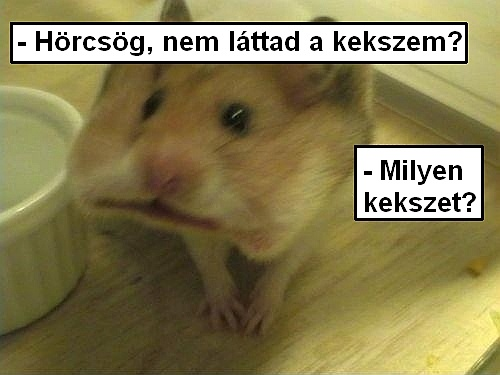 - Hörcsög, nem láttad a kekszem?
- Milyen
kekszet?